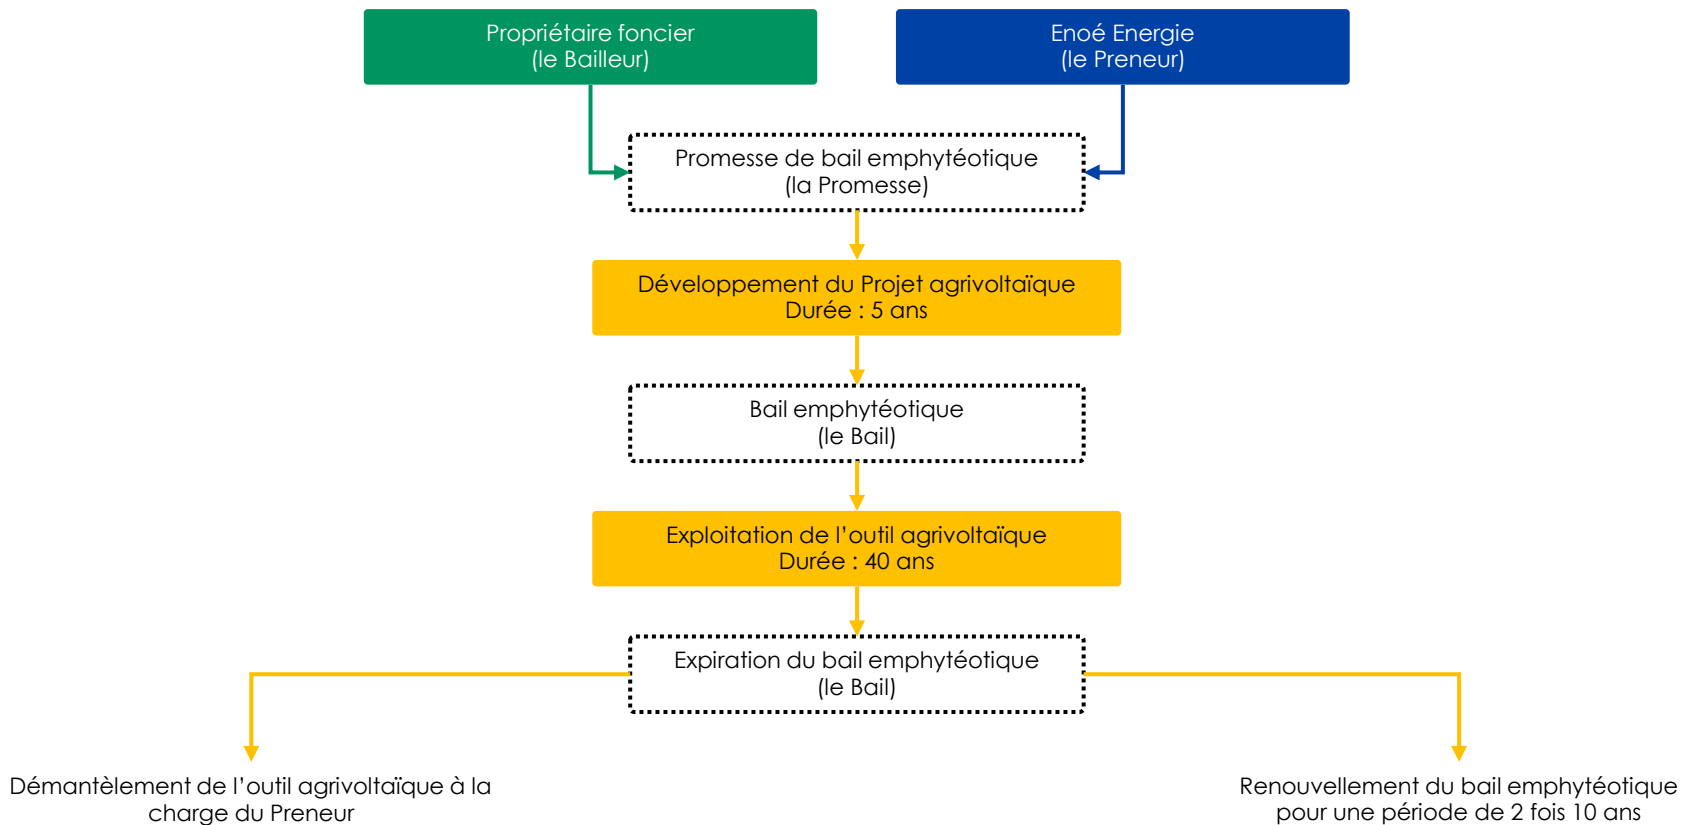 Propriétaire foncier
(le Bailleur)
Enoé Energie
(le Preneur)
Promesse de bail emphytéotique
(la Promesse)
Développement du Projet agrivoltaïque
Durée : 5 ans
Bail emphytéotique
(le Bail)
Exploitation de l’outil agrivoltaïque
Durée : 40 ans
Expiration du bail emphytéotique
(le Bail)
Démantèlement de l’outil agrivoltaïque à la
charge du Preneur
Renouvellement du bail emphytéotique
pour une période de 2 fois 10 ans